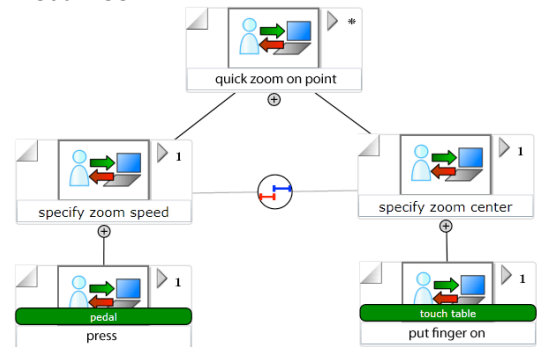 *
quick zoom on point
1
specify zoom speed
1
specify zoom center
1
pedal
press
1
touch table
put finger on